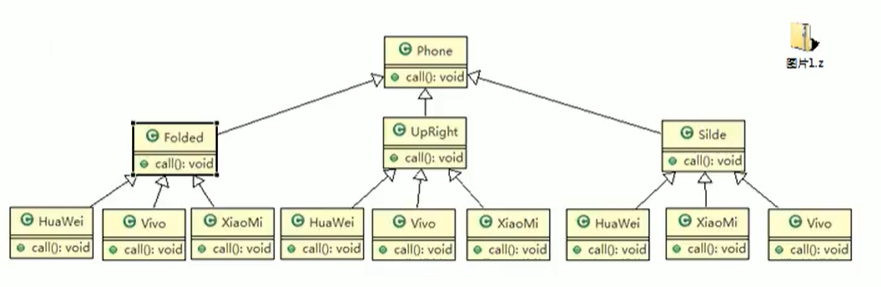 Phone
call(): void
图片1.z
Folded
call(): void
UpRight
call(): void
Silde
call(): void
HuaWei
call(): void
Vivo
call(): void
XiaoMi
call(): void
HuaWei
call(): void
Vivo
call(): void
XiaoMi
call(): void
HuaWei
call(): void
XiaoMi
call(): void
Vivo
call(): void